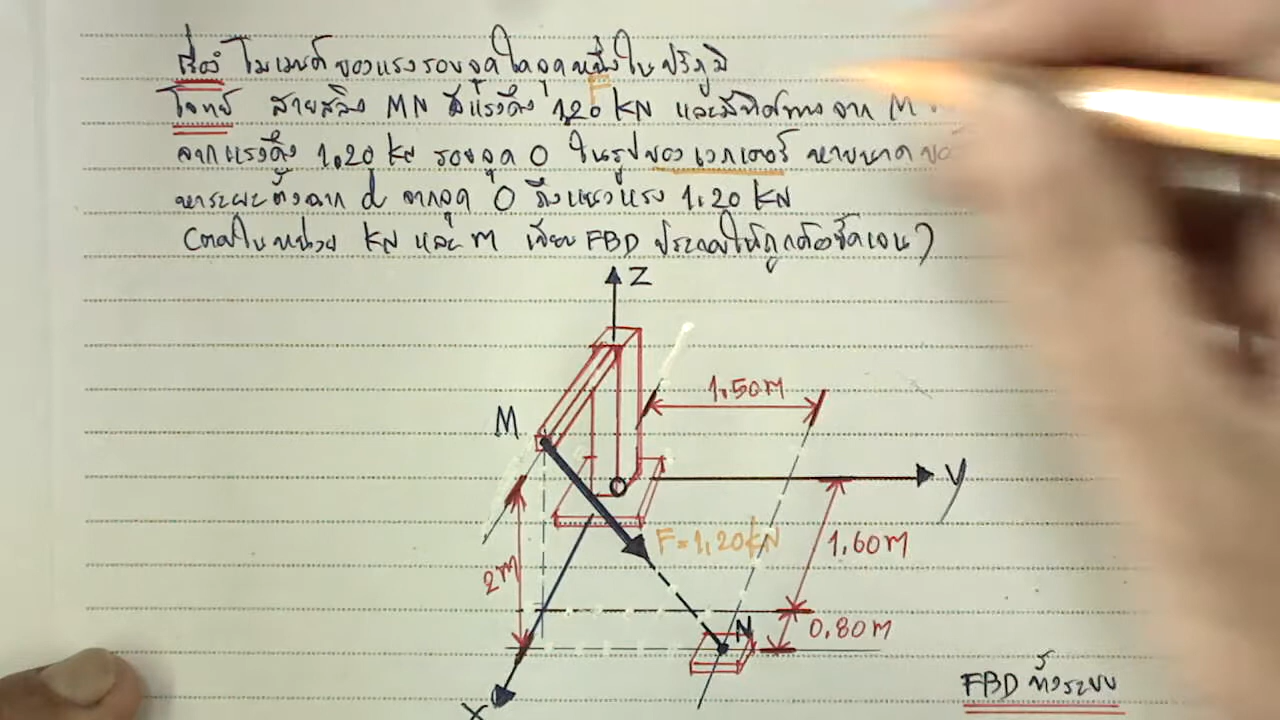 เรื่อง โมเมนต์ของแรงรอบจุดใดจุดหนึ่งใน ปริภูมิ
F
โจทย์ สายสลิง MN มีแรงดึง 1.20 KN และมีทิศทาง จาก M
จากแรงดึง 1.20 kN รอบจุด O ในรูปของเวกเตอร์ หาขนาด
หาระยะตั้งฉาก d จากจุด O ถึงแนวแรง 1.20 KN
(ตอบในหน่วย KN และ m เขียน FBD ประกอบให้ถูกต้องชัดเจน)
Z
1.50M
M
O
Y
F=1.20KN
1.60M
2M
N
0.80M
FBD ทั้งระบบ
X